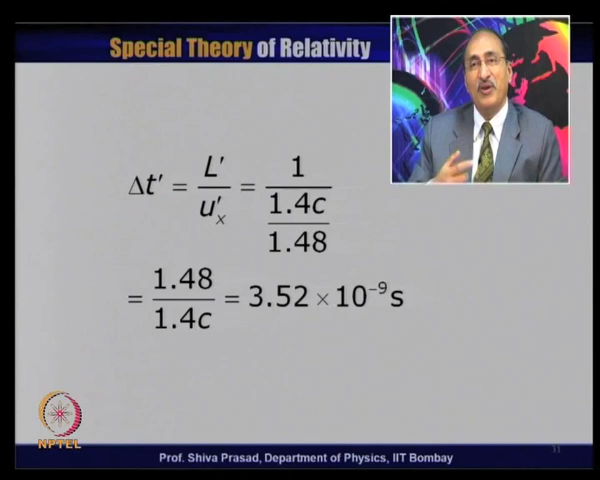 Special Theory of Relativity
Δt′ = L′/u′ₓ = 1/(1.4c/1.48)
= 1.48/1.4c = 3.52 × 10⁻⁹ s
NPTEL
Prof. Shiva Prasad, Department of Physics, IIT Bombay